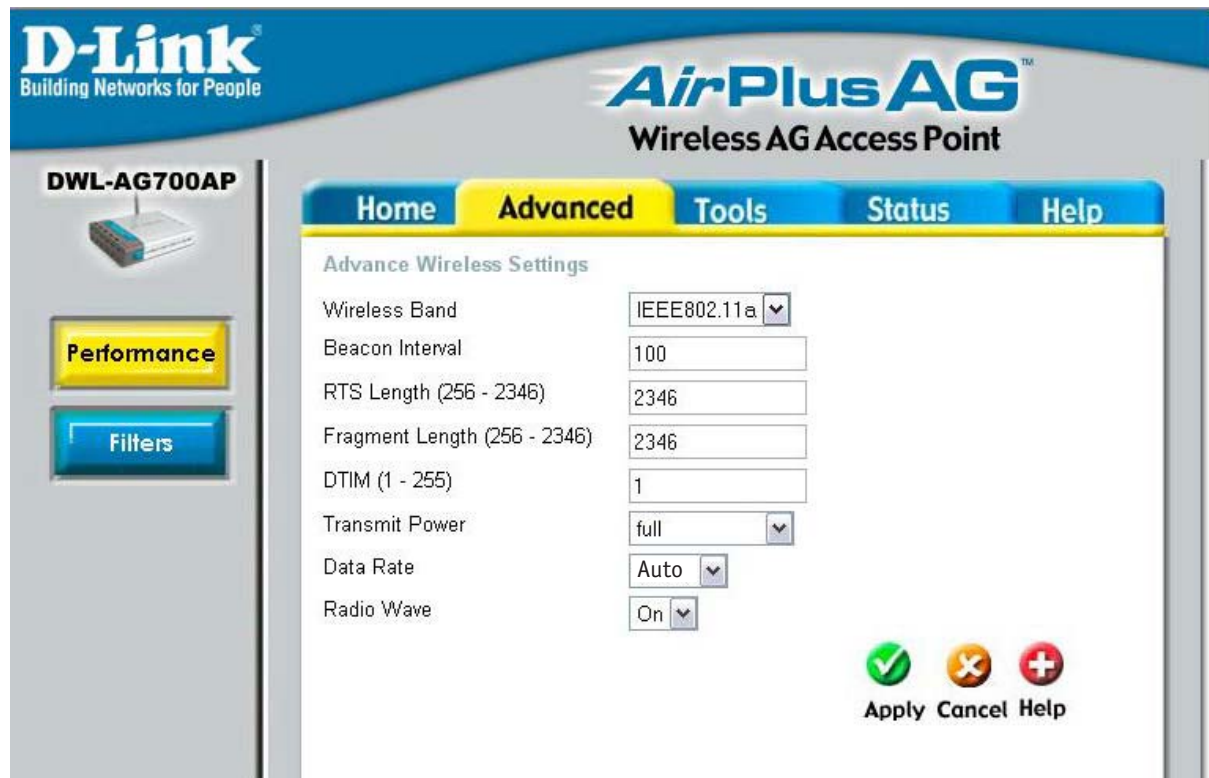 D-Link®
Building Networks for People
AirPlus AG™
Wireless AG Access Point
DWL-AG700AP
Home Advanced Tools Status Help
Performance
Filters
Advance Wireless Settings
Wireless Band IEEE802.11a
Beacon Interval 100
RTS Length (256 - 2346) 2346
Fragment Length (256 - 2346) 2346
DTIM (1 - 255) 1
Transmit Power full
Data Rate Auto
Radio Wave On
Apply Cancel Help